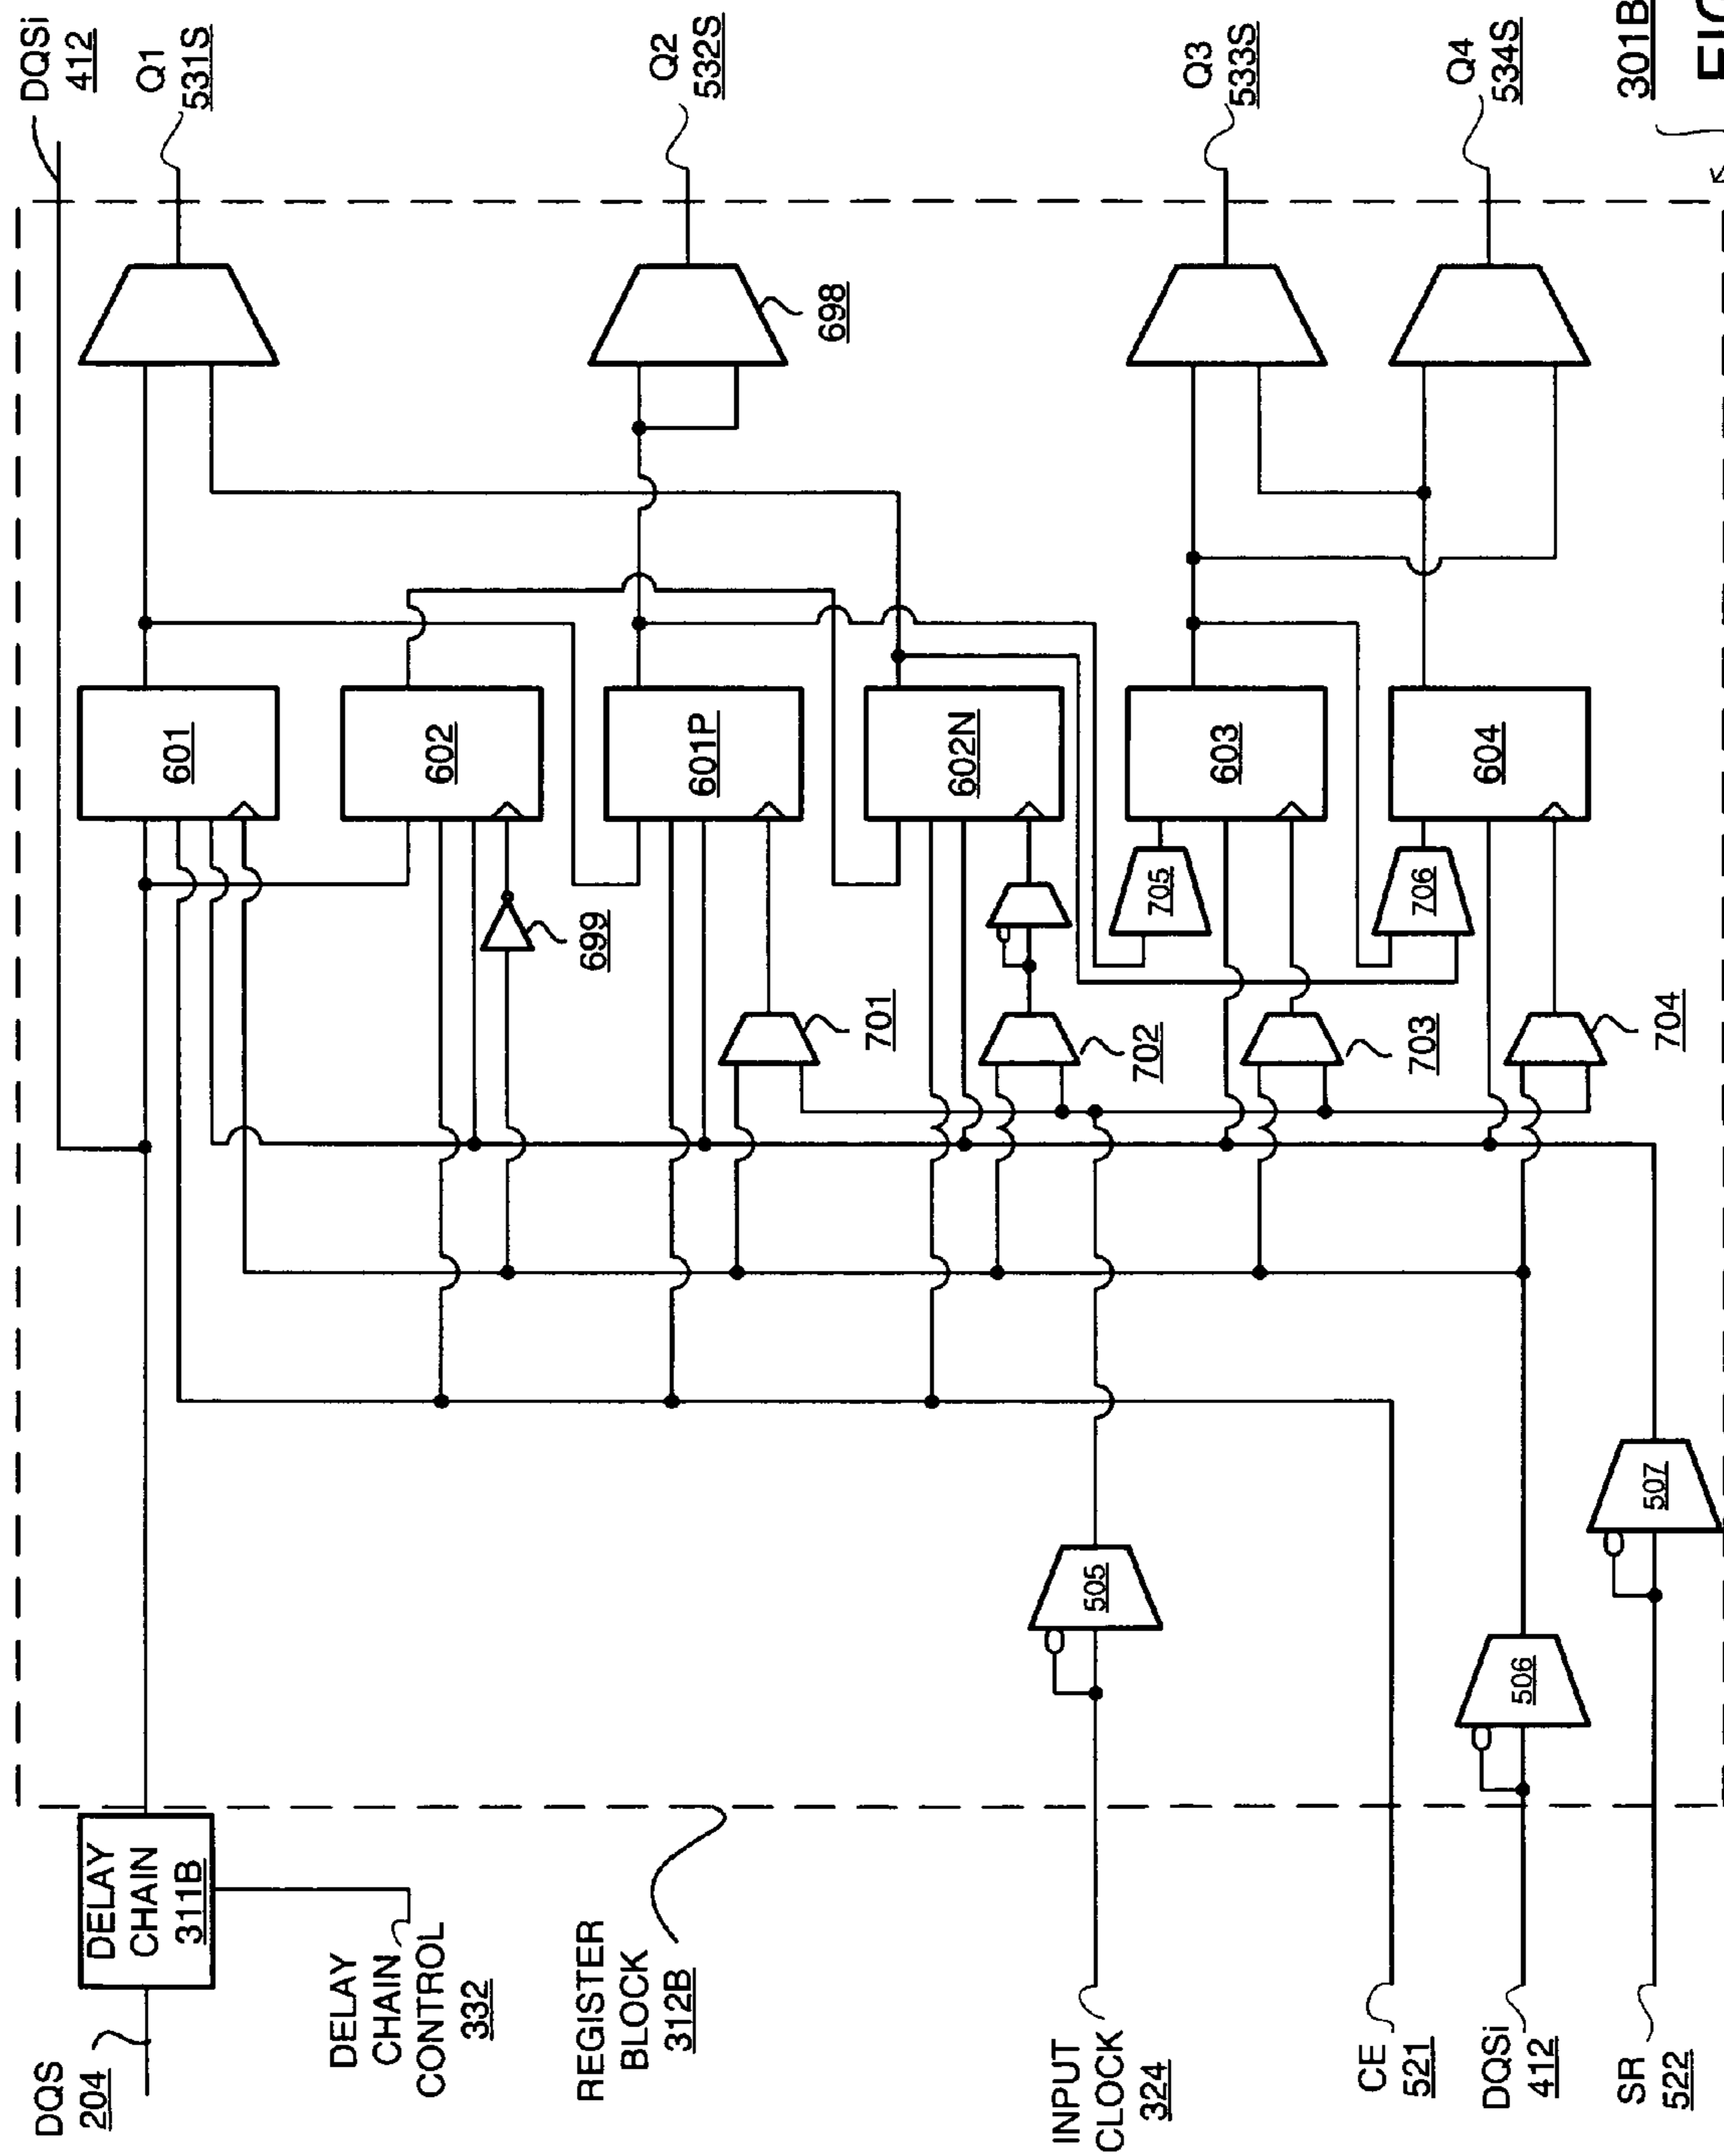 DQSi
412
Q1
531S
Q2
532S
Q3
533S
Q4
534S
301B
698
601
602
601P
602N
603
604
699
705
706
701
702
703
704
505
506
507
DELAY
CHAIN
311B
DQS
204
DELAY
CHAIN
CONTROL
332
REGISTER
BLOCK
312B
INPUT
CLOCK
324
CE
521
DQSi
412
SR
522